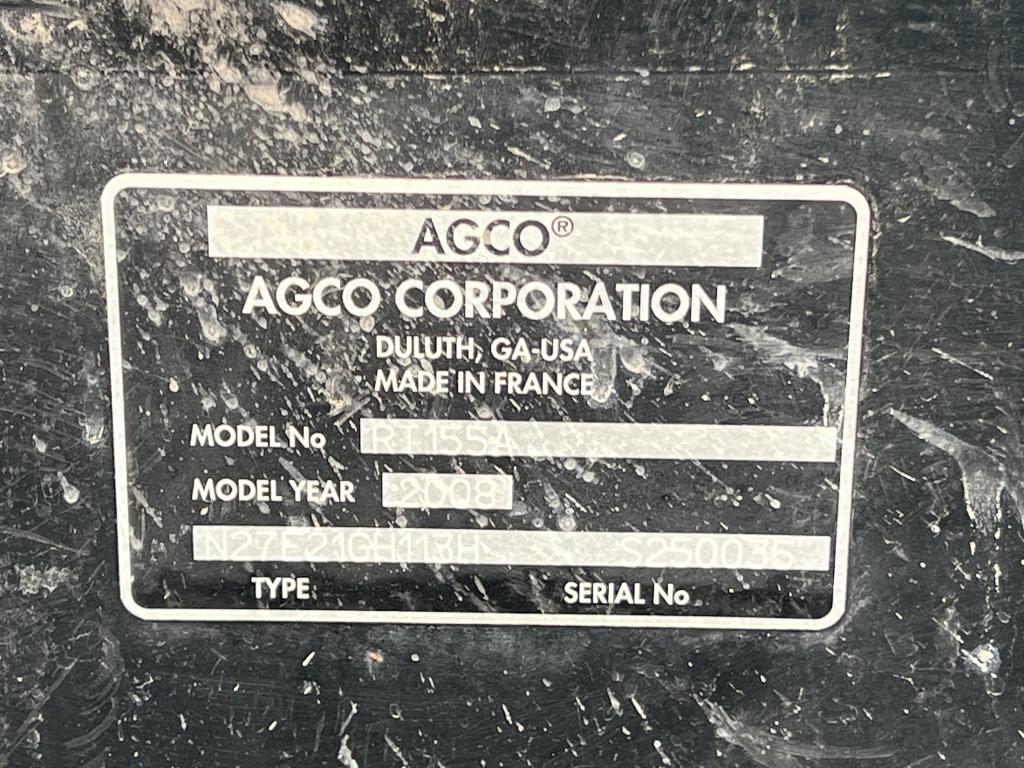 AGCO®
AGCO CORPORATION
DULUTH, GA-USA
MADE IN FRANCE
MODEL No RT155A
MODEL YEAR 2008
N27E21GH113H S250035
TYPE SERIAL No